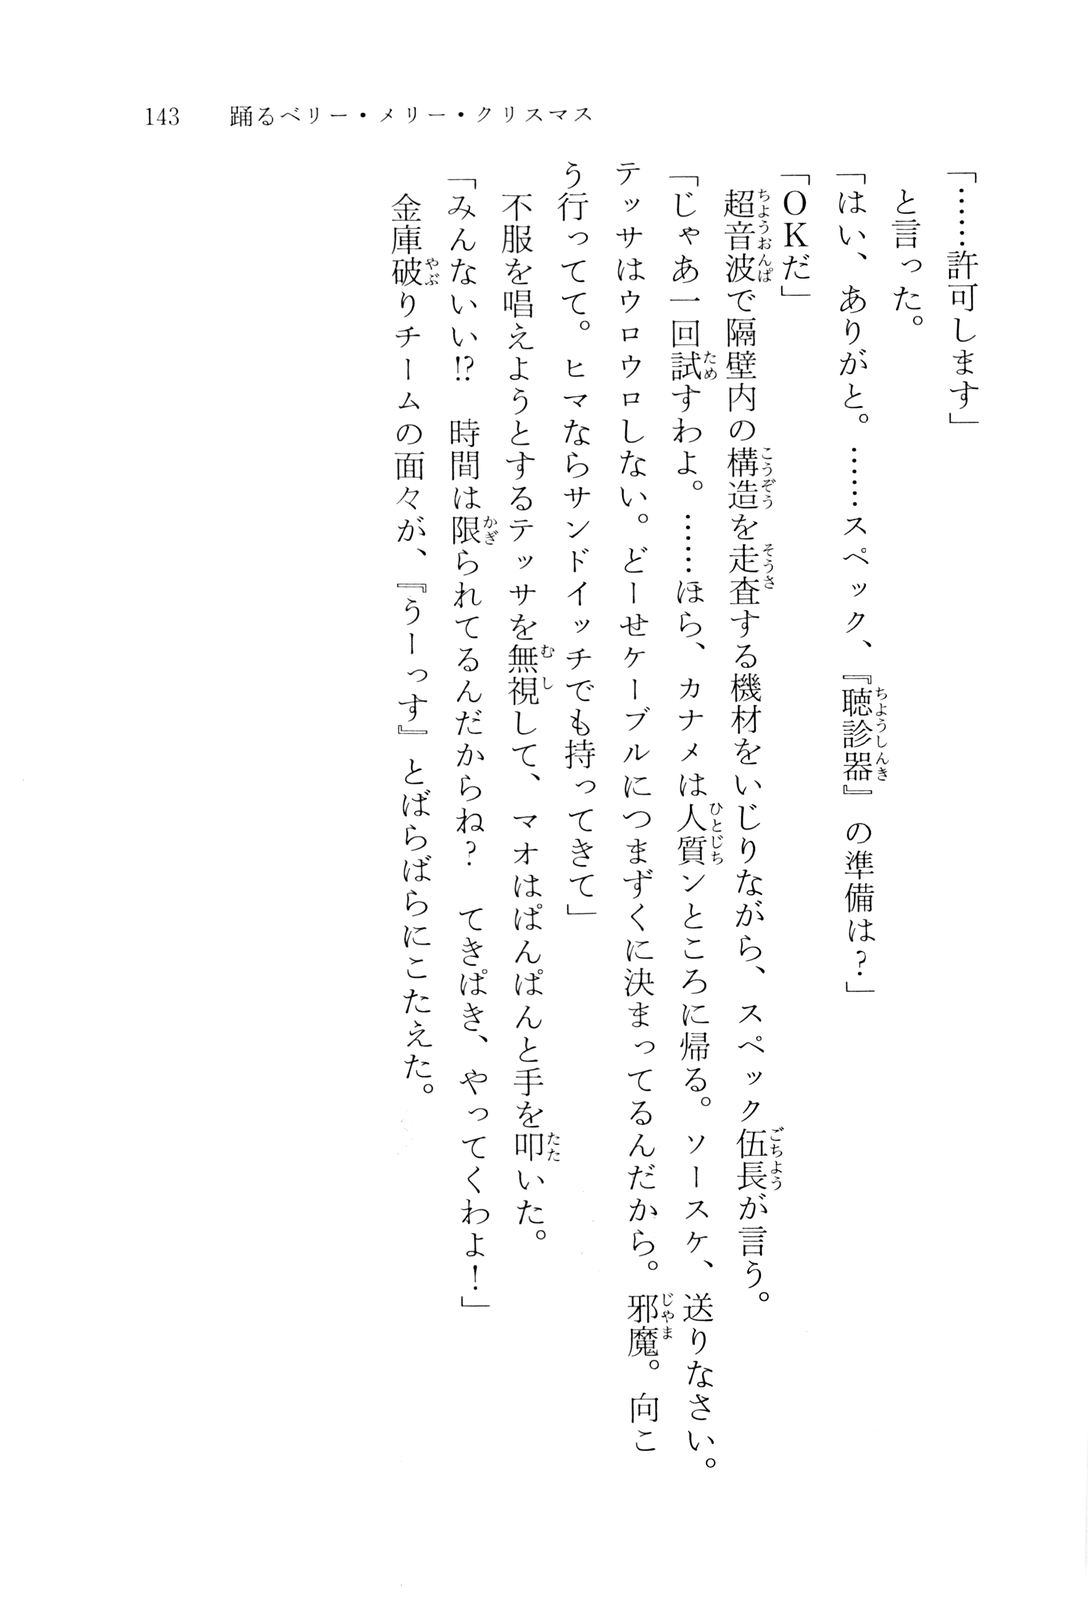 143　踊るベリー・メリー・クリスマス
「……許可します」
と言った。
「はい、ありがと。……スペック、『聴診器』の準備は？」
「OKだ」
超音波で隔壁内の構造を走査する機材をいじりながら、スペック伍長が言う。
「じゃあ一回試すわよ。……ほら、カナメは人質ンところに帰る。ソースケ、送りなさい。
テッサはウロウロしない。どーせケーブルにつまずくに決まってるんだから。邪魔。向こ
う行ってて。ヒマならサンドイッチでも持ってきて」
不服を唱えようとするテッサを無視して、マオはぱんぱんと手を叩いた。
「みんないい!?　時間は限られてるんだからね？　てきぱき、やってくわよ！」
金庫破りチームの面々が、『うーっす』とばらばらにこたえた。